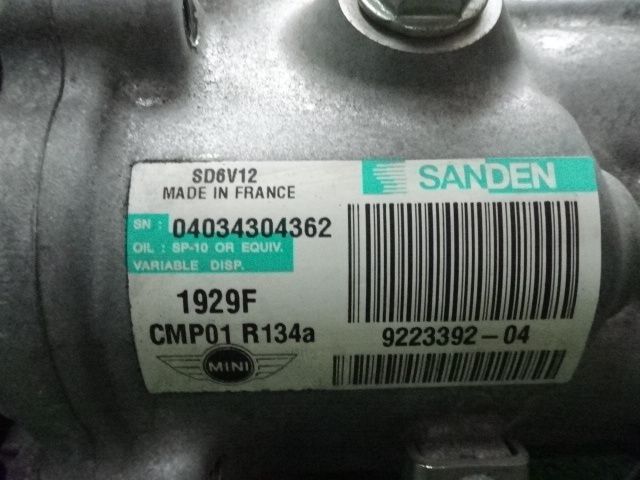 SD6V12
MADE IN FRANCE
SANDEN
SN : 04034304362
OIL : SP-10 OR EQUIV.
VARIABLE DISP.
1929F
CMP01 R134a
9223392-04
MINI